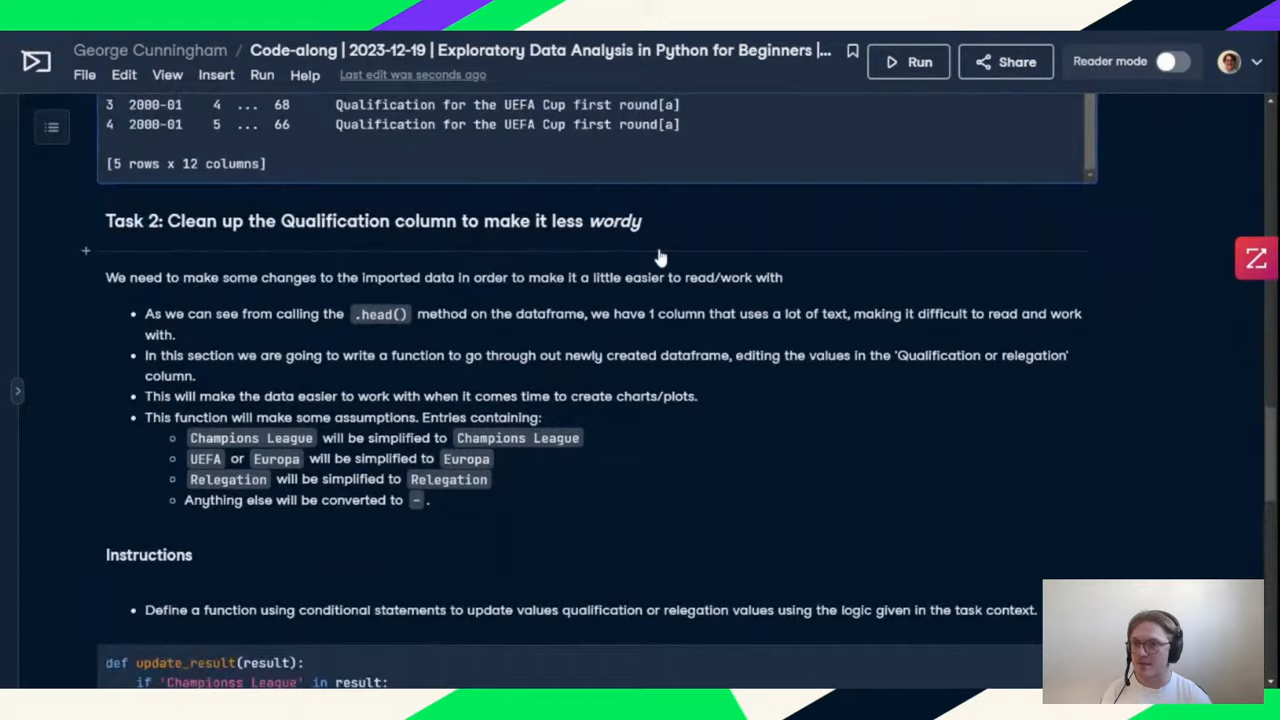 George Cunningham / Code-along | 2023-12-19 | Exploratory Data Analysis in Python for Beginners |...
Run
Share
Reader mode
File Edit View Insert Run Help Last edit was seconds ago
3 2000-01 4 ... 68 Qualification for the UEFA Cup first round[a]
4 2000-01 5 ... 66 Qualification for the UEFA Cup first round[a]
[5 rows x 12 columns]
Task 2: Clean up the Qualification column to make it less wordy
We need to make some changes to the imported data in order to make it a little easier to read/work with
• As we can see from calling the .head() method on the dataframe, we have 1 column that uses a lot of text, making it difficult to read and work
with.
• In this section we are going to write a function to go through out newly created dataframe, editing the values in the 'Qualification or relegation'
column.
• This will make the data easier to work with when it comes time to create charts/plots.
• This function will make some assumptions. Entries containing:
○ Champions League will be simplified to Champions League
○ UEFA or Europa will be simplified to Europa
○ Relegation will be simplified to Relegation
○ Anything else will be converted to - .
Instructions
• Define a function using conditional statements to update values qualification or relegation values using the logic given in the task context.
def update_result(result):
if 'Championss League' in result: